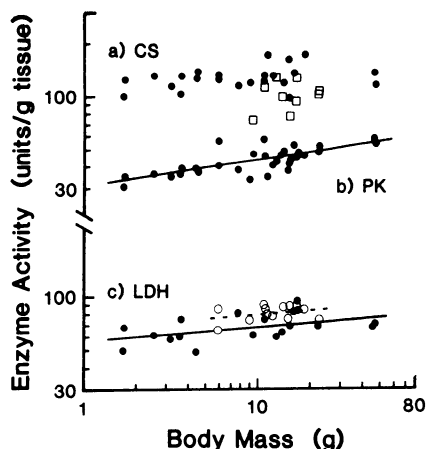 a) CS
100
30
b) PK
c) LDH
100
30
1
10
80
Body Mass (g)
Enzyme Activity (units/g tissue)